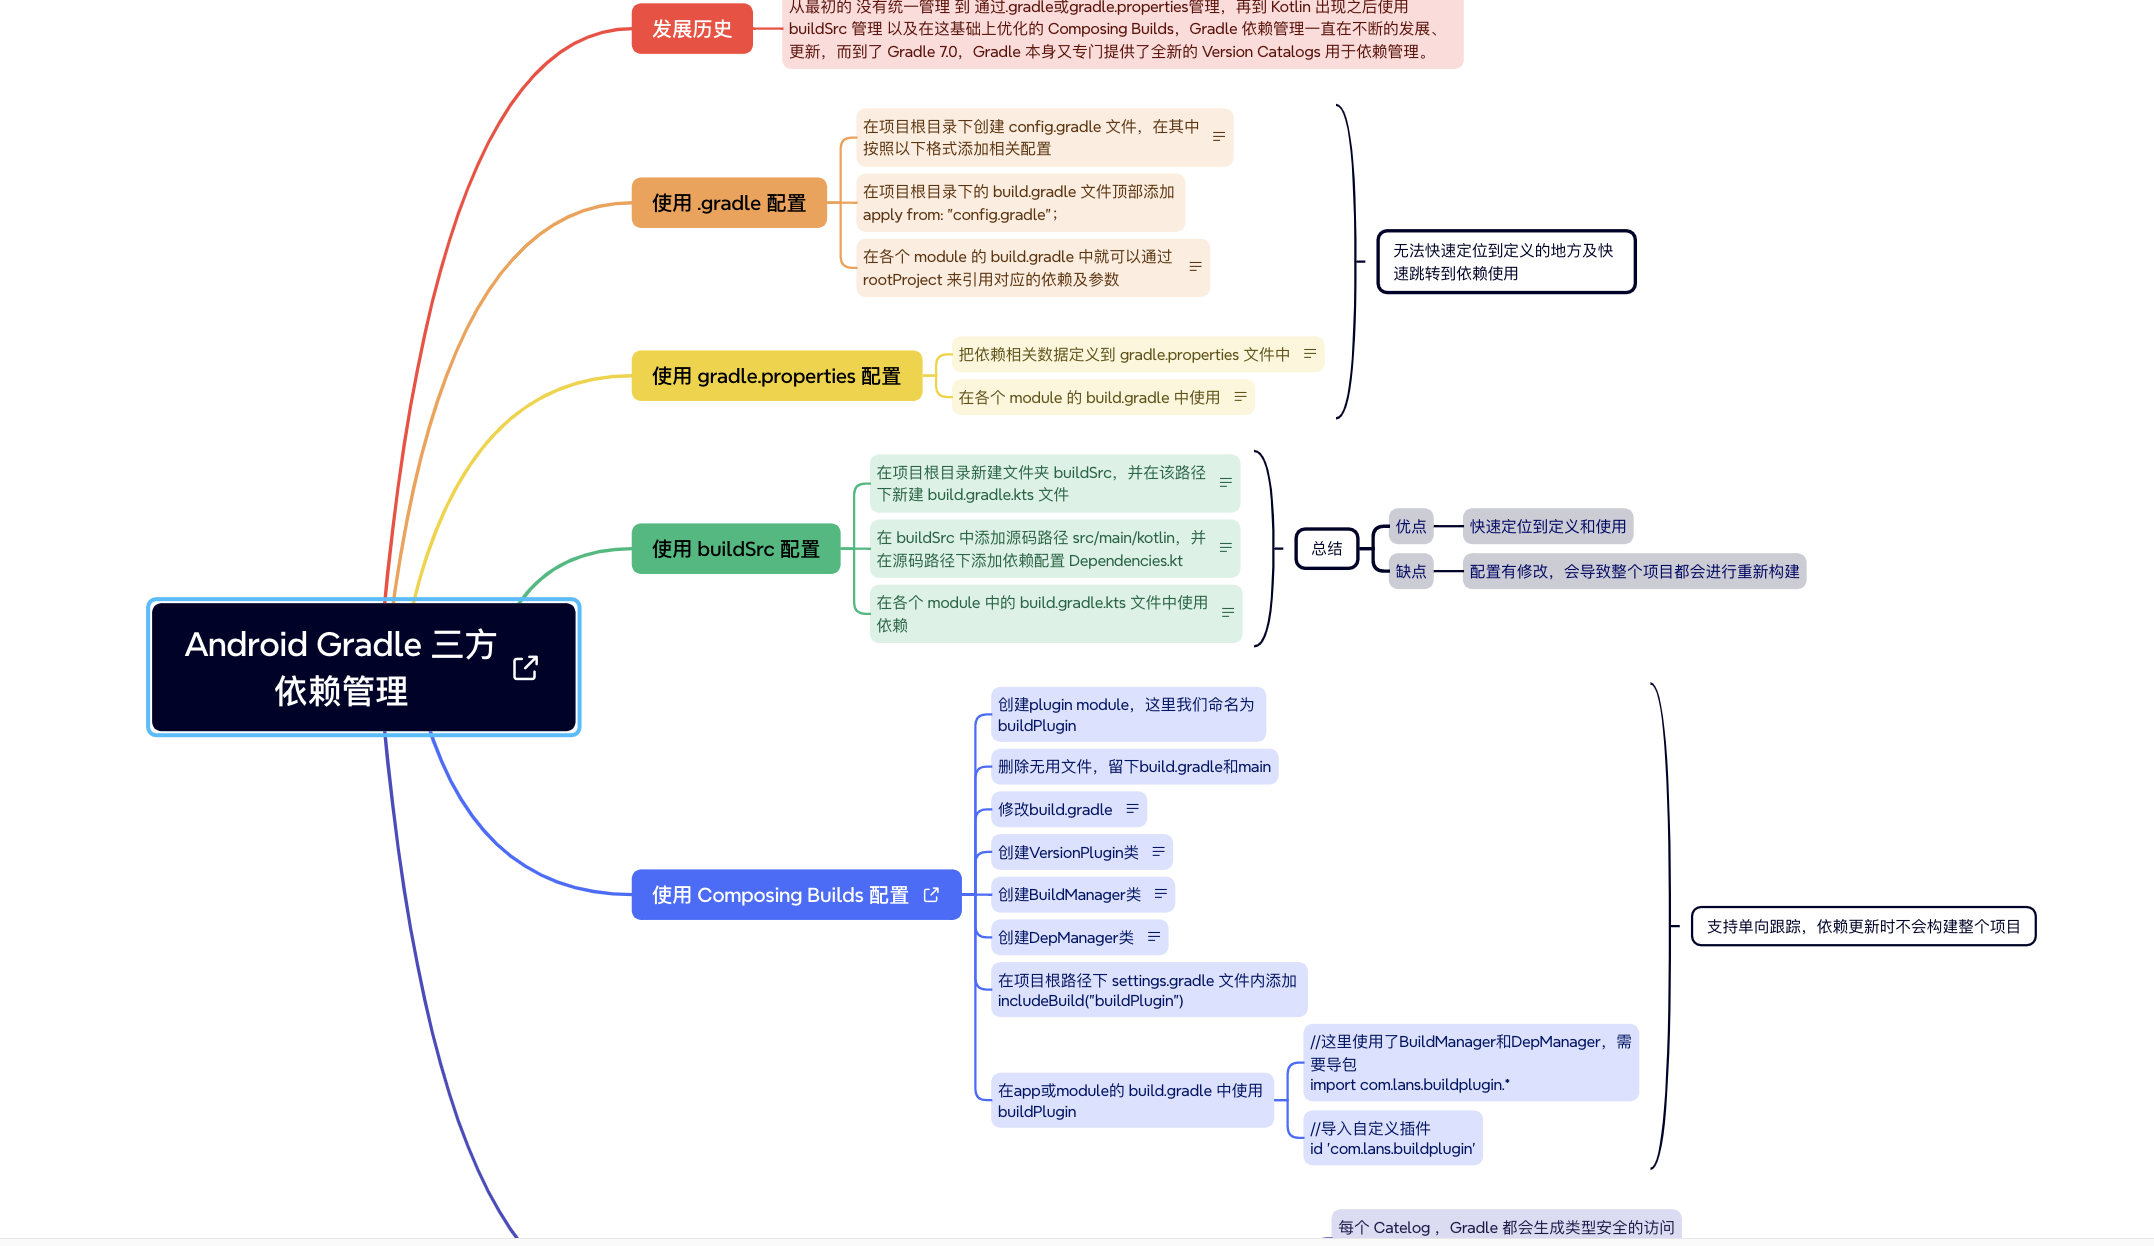 发展历史
从最初的 没有统一管理 到 通过.gradle或gradle.properties管理，再到 Kotlin 出现之后使用
buildSrc 管理 以及在这基础上优化的 Composing Builds，Gradle 依赖管理一直在不断的发展、
更新，而到了 Gradle 7.0，Gradle 本身又专门提供了全新的 Version Catalogs 用于依赖管理。
使用 .gradle 配置
在项目根目录下创建 config.gradle 文件，在其中
按照以下格式添加相关配置
在项目根目录下的 build.gradle 文件顶部添加
apply from: "config.gradle"；
在各个 module 的 build.gradle 中就可以通过
rootProject 来引用对应的依赖及参数
使用 gradle.properties 配置
把依赖相关数据定义到 gradle.properties 文件中
在各个 module 的 build.gradle 中使用
无法快速定位到定义的地方及快
速跳转到依赖使用
使用 buildSrc 配置
在项目根目录新建文件夹 buildSrc，并在该路径
下新建 build.gradle.kts 文件
在 buildSrc 中添加源码路径 src/main/kotlin，并
在源码路径下添加依赖配置 Dependencies.kt
在各个 module 中的 build.gradle.kts 文件中使用
依赖
总结
优点
快速定位到定义和使用
缺点
配置有修改，会导致整个项目都会进行重新构建
Android Gradle 三方
依赖管理
使用 Composing Builds 配置
创建plugin module，这里我们命名为
buildPlugin
删除无用文件，留下build.gradle和main
修改build.gradle
创建VersionPlugin类
创建BuildManager类
创建DepManager类
在项目根路径下 settings.gradle 文件内添加
includeBuild("buildPlugin")
在app或module的 build.gradle 中使用
buildPlugin
//这里使用了BuildManager和DepManager，需
要导包
import com.lans.buildplugin.*
//导入自定义插件
id 'com.lans.buildplugin'
支持单向跟踪，依赖更新时不会构建整个项目
每个 Catelog ，Gradle 都会生成类型安全的访问